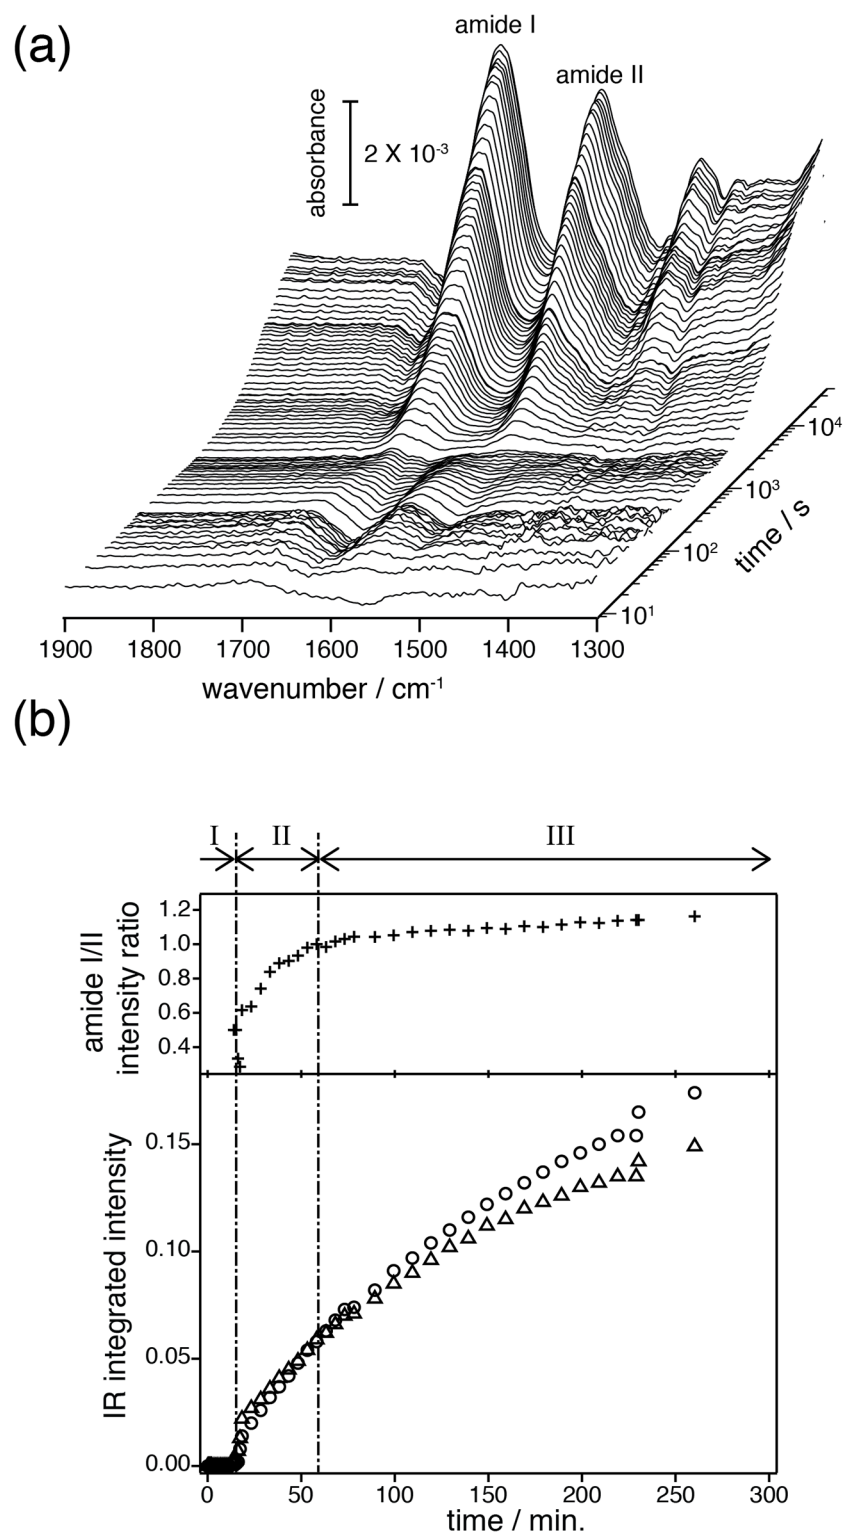 (a)
amide I
amide II
absorbance
2 X 10-3
10⁴
10³
10²
10¹
time / s
1900 1800 1700 1600 1500 1400 1300
wavenumber / cm-1
(b)
I II III
amide I/II
intensity ratio
1.2
1.0
0.8
0.6
0.4
IR integrated intensity
0.15
0.10
0.05
0.00
0 50 100 150 200 250 300
time / min.